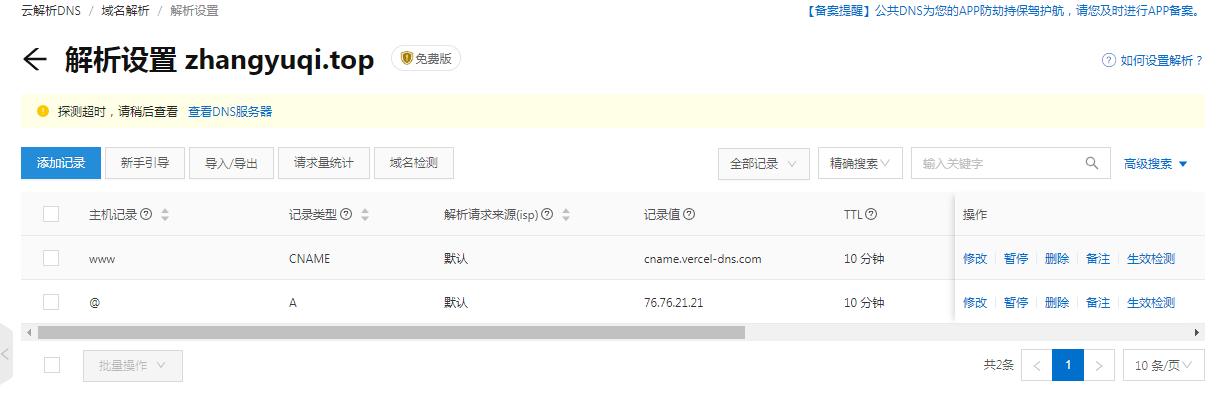 云解析DNS / 域名解析 / 解析设置
【备案提醒】公共DNS为您的APP防劫持保驾护航，请您及时进行APP备案。
解析设置 zhangyuqi.top 免费版
如何设置解析？
探测超时，请稍后查看 查看DNS服务器
添加记录 新手引导 导入/导出 请求量统计 域名检测 全部记录 精确搜索 输入关键字 高级搜索
主机记录 记录类型 解析请求来源(isp) 记录值 TTL 操作
www CNAME 默认 cname.vercel-dns.com 10 分钟 修改 暂停 删除 备注 生效检测
@ A 默认 76.76.21.21 10 分钟 修改 暂停 删除 备注 生效检测
批量操作 共2条 1 10 条/页